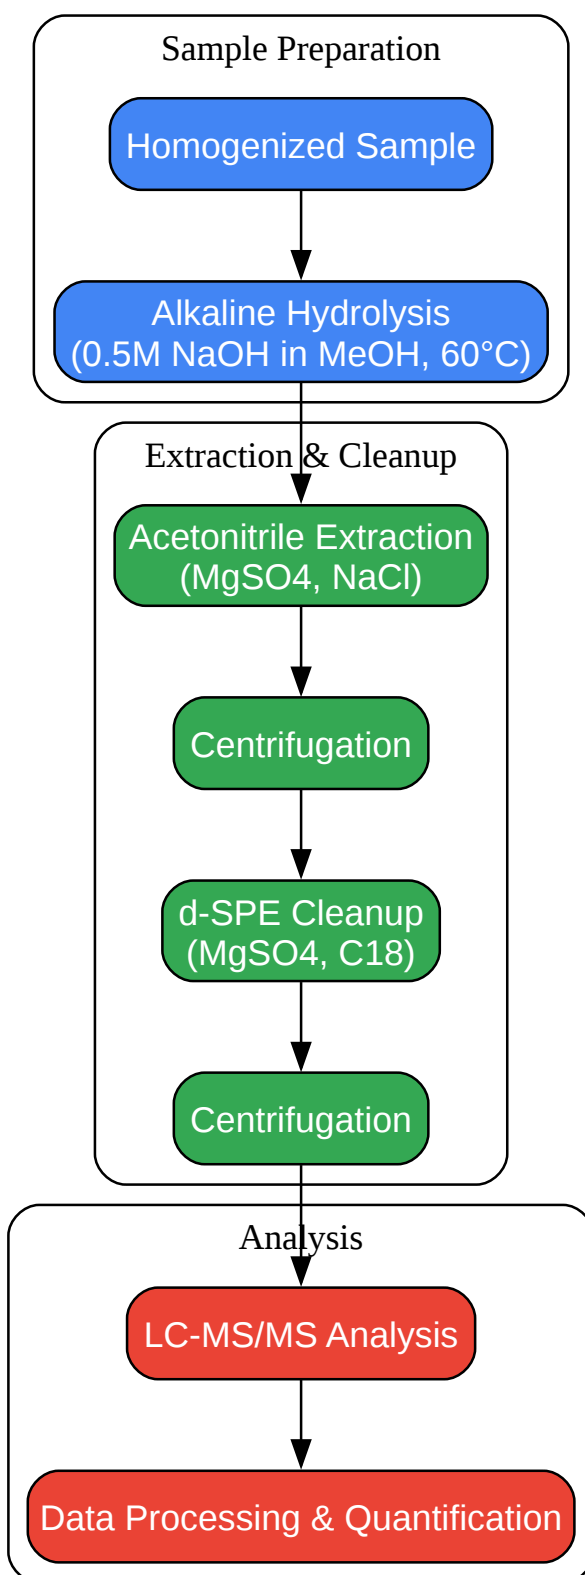 Sample Preparation
Homogenized Sample
Alkaline Hydrolysis
(0.5M NaOH in MeOH, 60°C)
Extraction & Cleanup
Acetonitrile Extraction
(MgSO4, NaCl)
Centrifugation
d-SPE Cleanup
(MgSO4, C18)
Centrifugation
Analysis
LC-MS/MS Analysis
Data Processing & Quantification